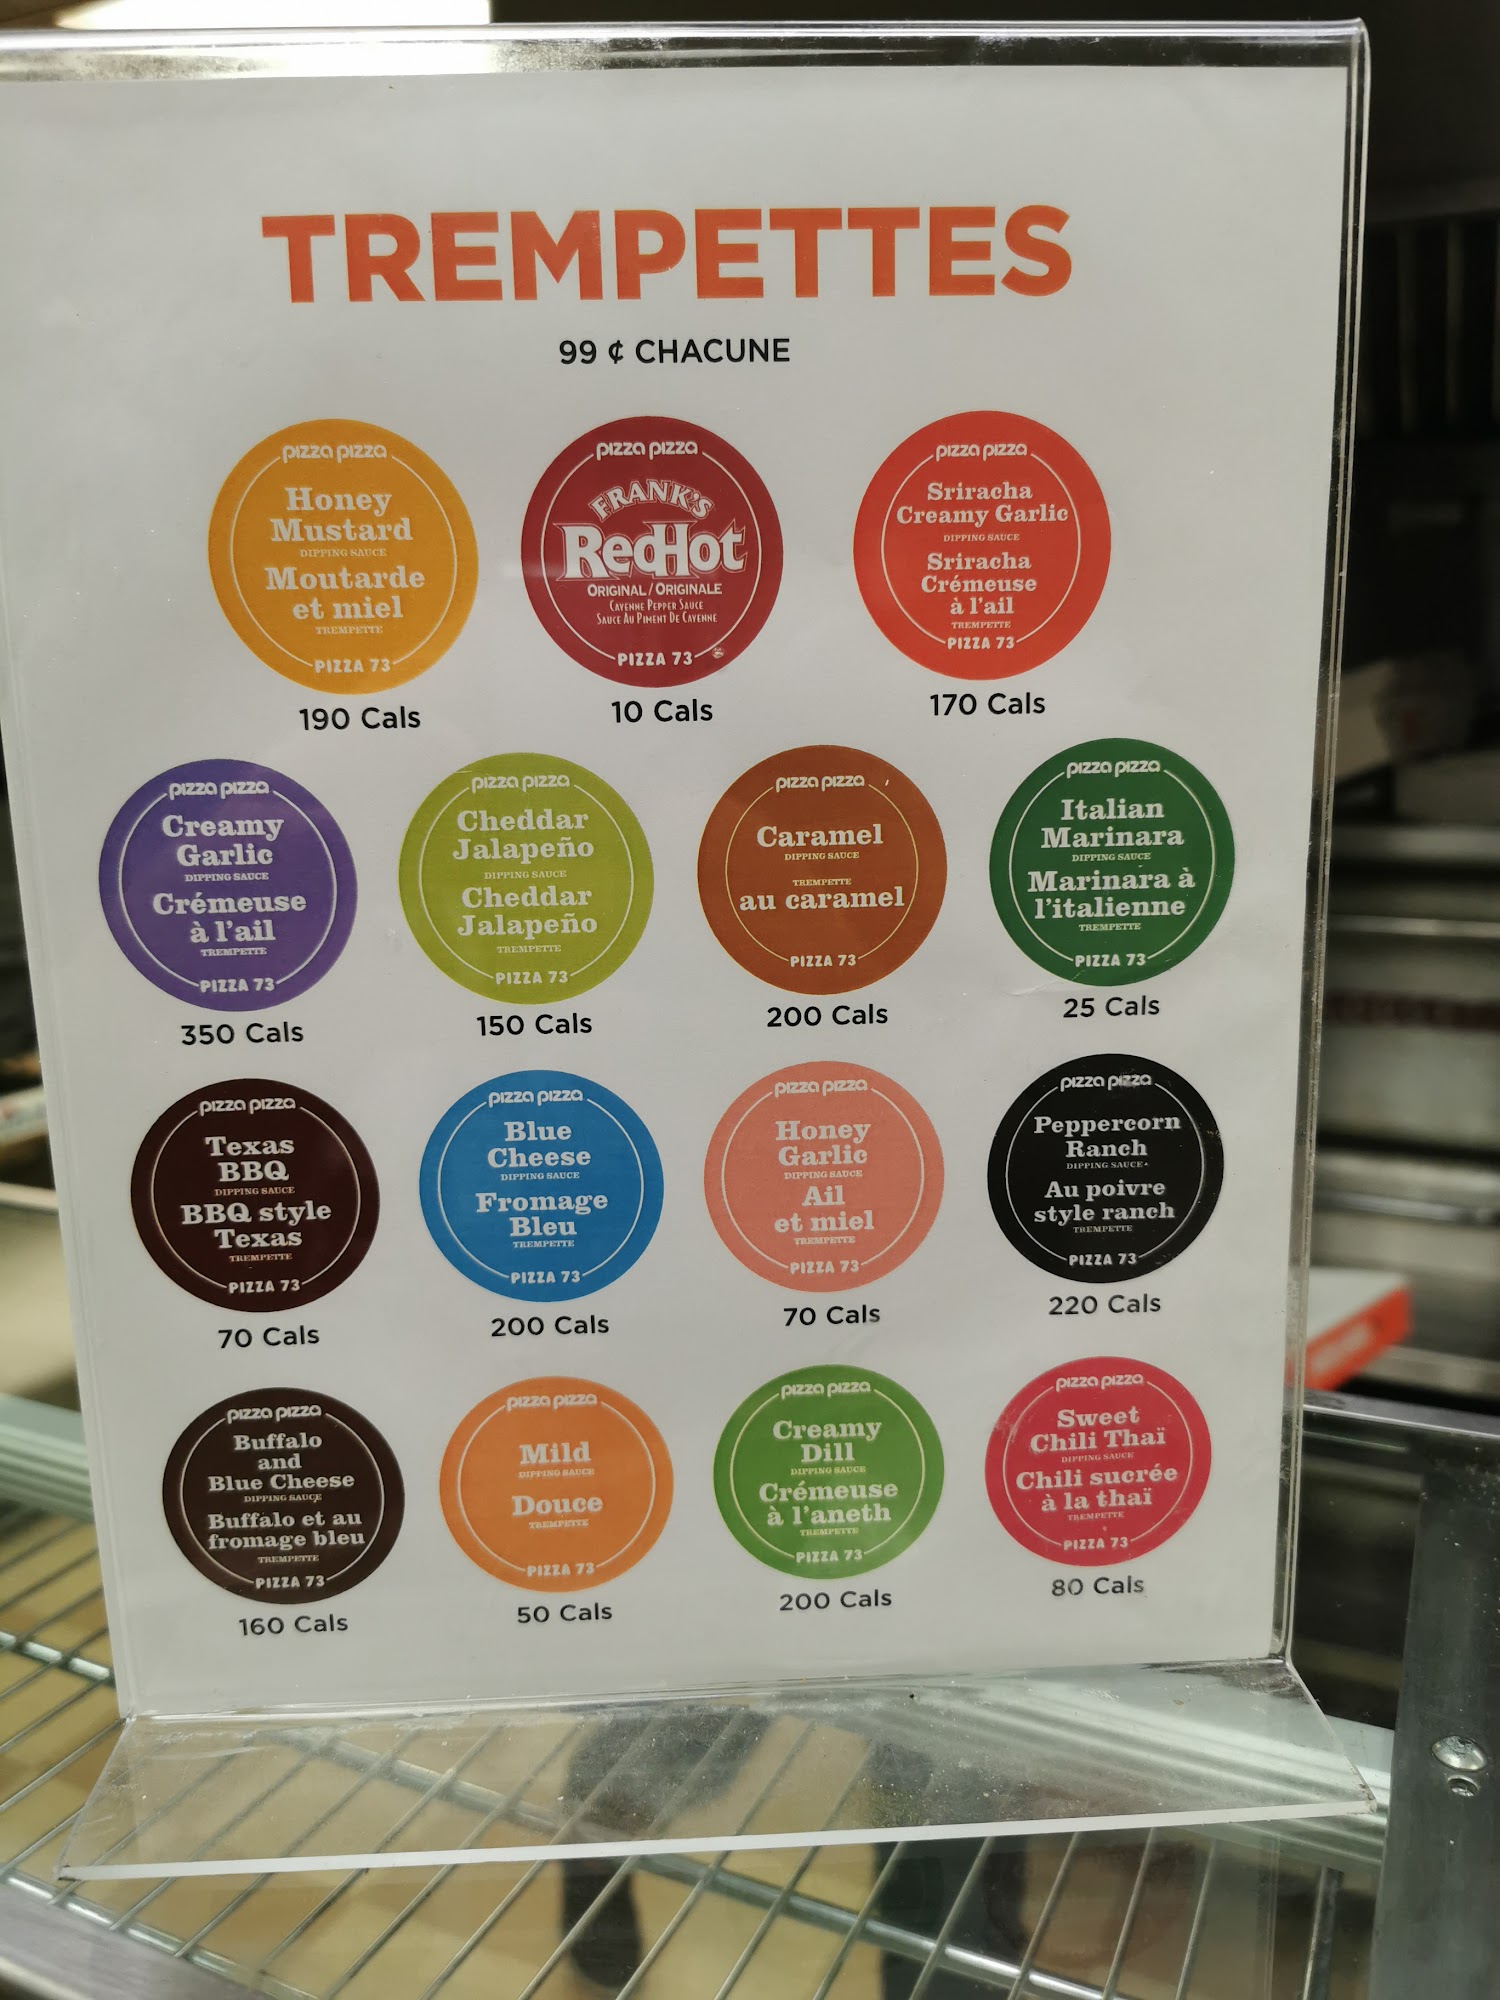 TREMPETTES
99 ¢ CHACUNE
pizza pizza
Honey
Mustard
DIPPING SAUCE
Moutarde
et miel
TREMPETTE
PIZZA 73
190 Cals
pizza pizza
FRANK'S
RedHot
ORIGINAL / ORIGINALE
CAYENNE PEPPER SAUCE
SAUCE AU PIMENT DE CAYENNE
PIZZA 73
10 Cals
pizza pizza
Sriracha
Creamy Garlic
DIPPING SAUCE
Sriracha
Crémeuse
à l'ail
TREMPETTE
PIZZA 73
170 Cals
pizza pizza
Creamy
Garlic
DIPPING SAUCE
Crémeuse
à l'ail
TREMPETTE
PIZZA 73
350 Cals
pizza pizza
Cheddar
Jalapeño
DIPPING SAUCE
Cheddar
Jalapeño
TREMPETTE
PIZZA 73
150 Cals
pizza pizza
Caramel
DIPPING SAUCE
TREMPETTE
au caramel
PIZZA 73
200 Cals
pizza pizza
Italian
Marinara
DIPPING SAUCE
Marinara à
l'italienne
TREMPETTE
PIZZA 73
25 Cals
pizza pizza
Texas
BBQ
DIPPING SAUCE
BBQ style
Texas
TREMPETTE
PIZZA 73
70 Cals
pizza pizza
Blue
Cheese
DIPPING SAUCE
Fromage
Bleu
TREMPETTE
PIZZA 73
200 Cals
pizza pizza
Honey
Garlic
DIPPING SAUCE
Ail
et miel
TREMPETTE
PIZZA 73
70 Cals
pizza pizza
Peppercorn
Ranch
DIPPING SAUCE
Au poivre
style ranch
TREMPETTE
PIZZA 73
220 Cals
pizza pizza
Buffalo
and
Blue Cheese
DIPPING SAUCE
Buffalo et au
fromage bleu
TREMPETTE
PIZZA 73
160 Cals
pizza pizza
Mild
DIPPING SAUCE
Douce
TREMPETTE
PIZZA 73
50 Cals
pizza pizza
Creamy
Dill
DIPPING SAUCE
Crémeuse
à l'aneth
TREMPETTE
PIZZA 73
200 Cals
pizza pizza
Sweet
Chili Thaï
DIPPING SAUCE
Chili sucrée
à la thaï
TREMPETTE
PIZZA 73
80 Cals